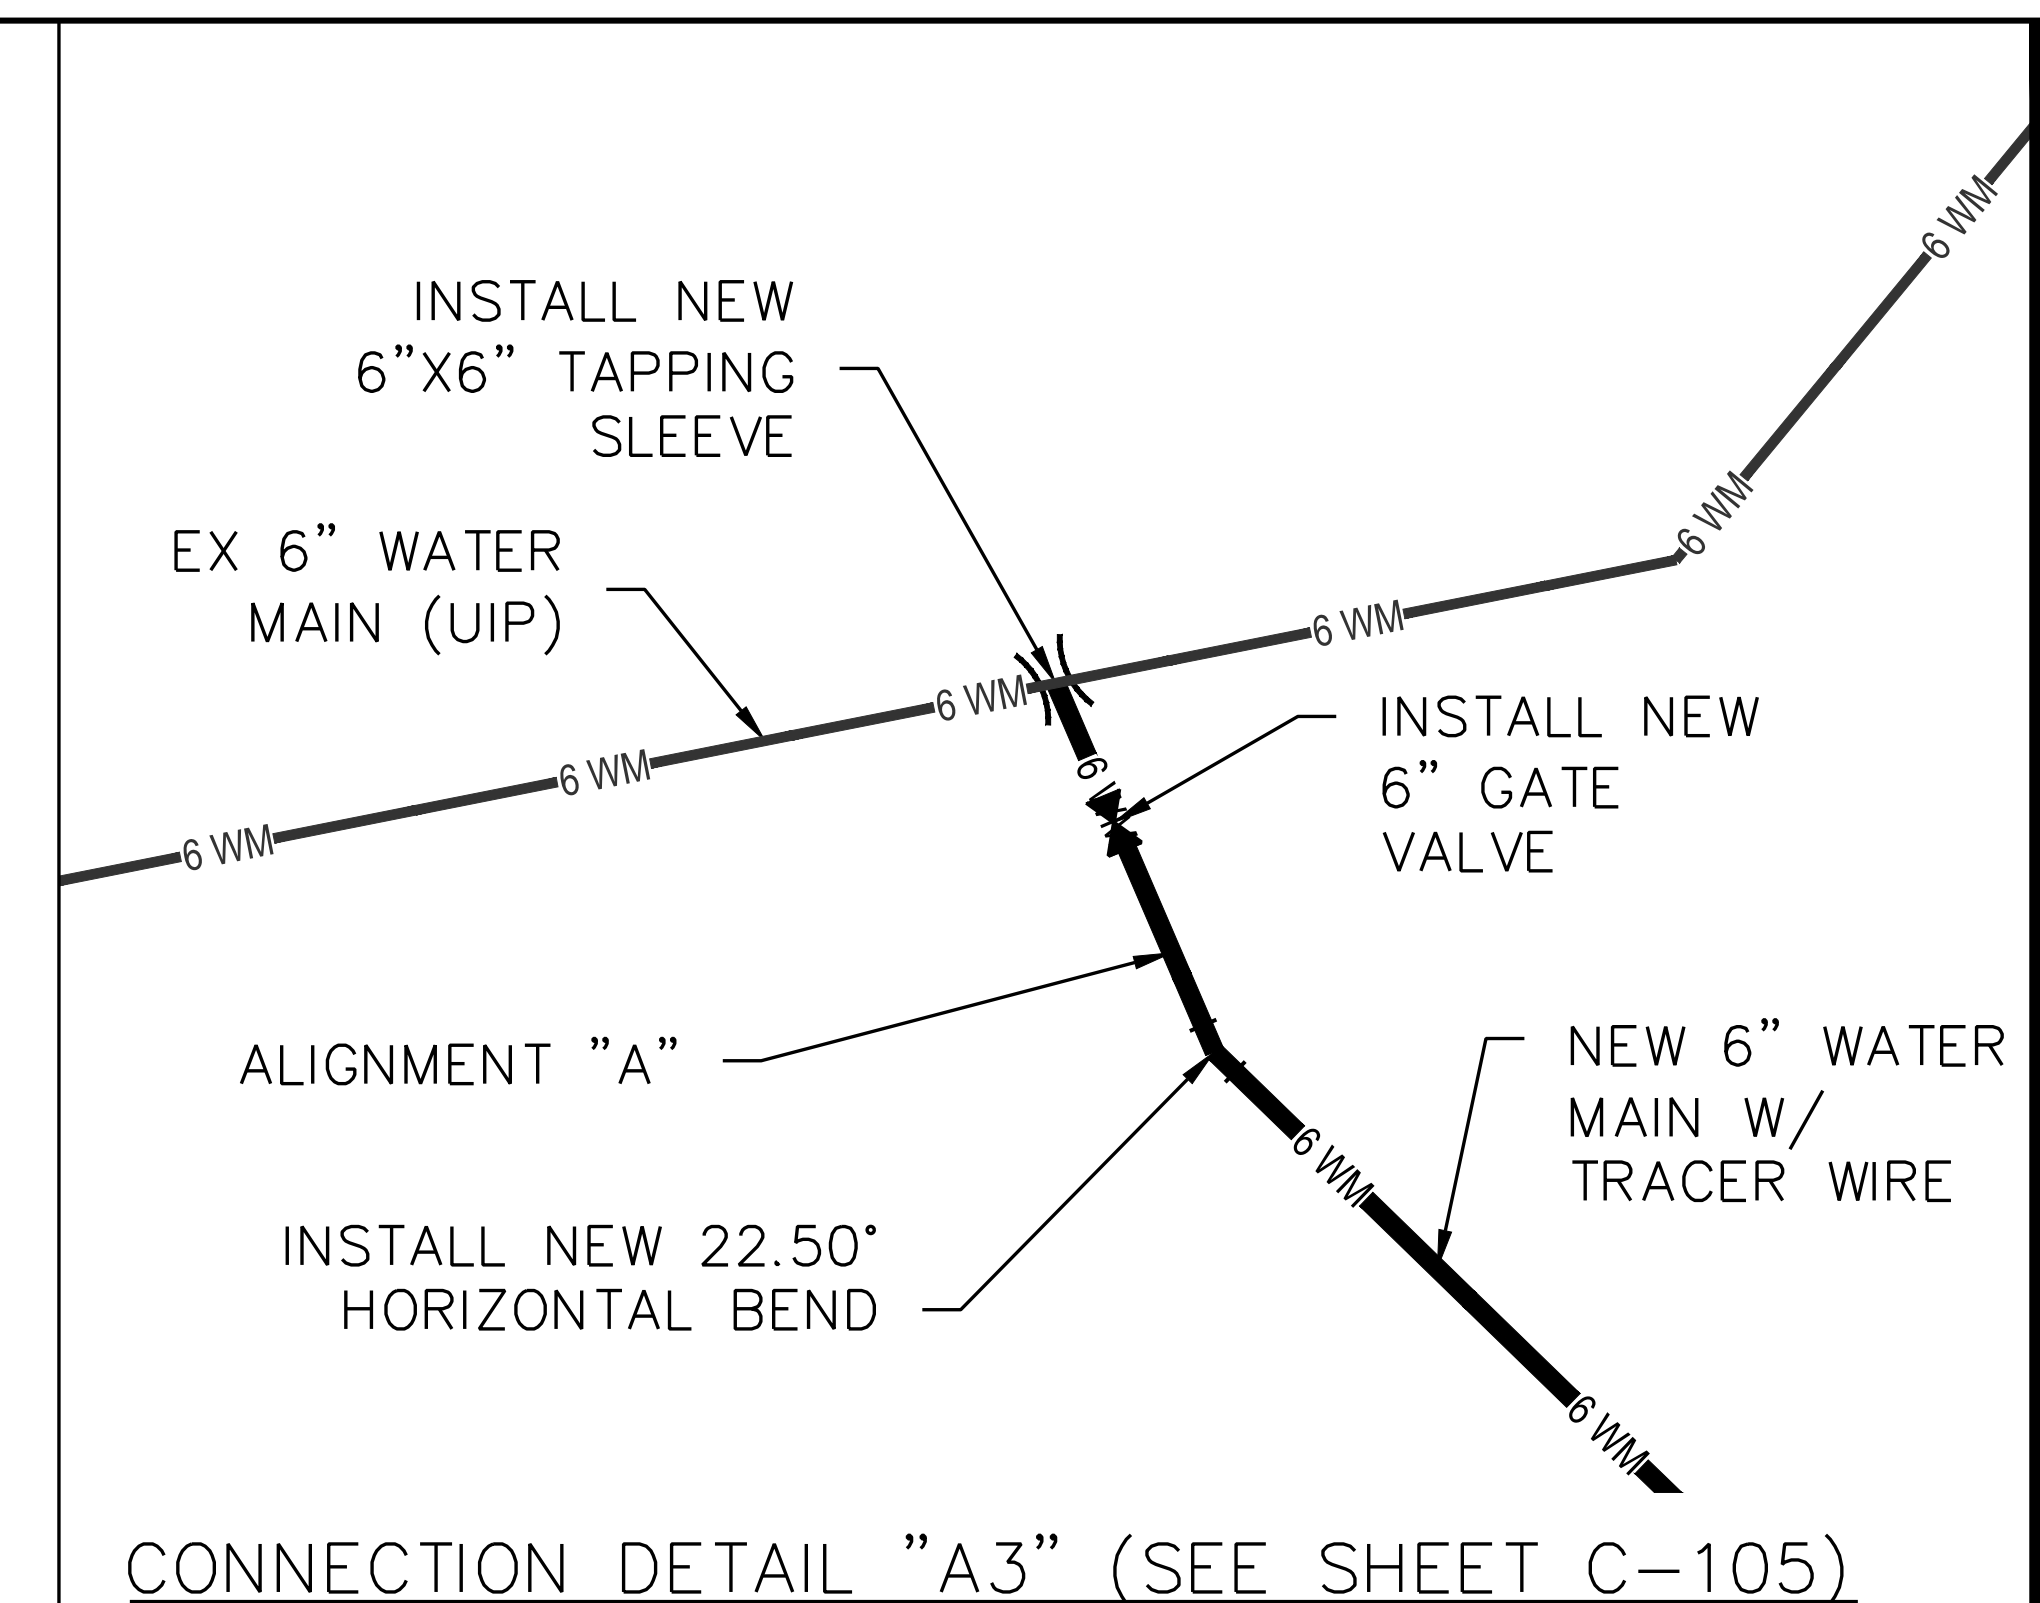 INSTALL NEW
6”X6” TAPPING
SLEEVE
EX 6” WATER
MAIN (UIP)
6 WM
6 WM
6 WM
6 WM
6 WM
6 WM
INSTALL NEW
6” GATE
VALVE
ALIGNMENT ”A”
NEW 6” WATER
MAIN W/
TRACER WIRE
INSTALL NEW 22.50°
HORIZONTAL BEND
6 WM
6 WM
CONNECTION DETAIL ”A3” (SEE SHEET C-105)